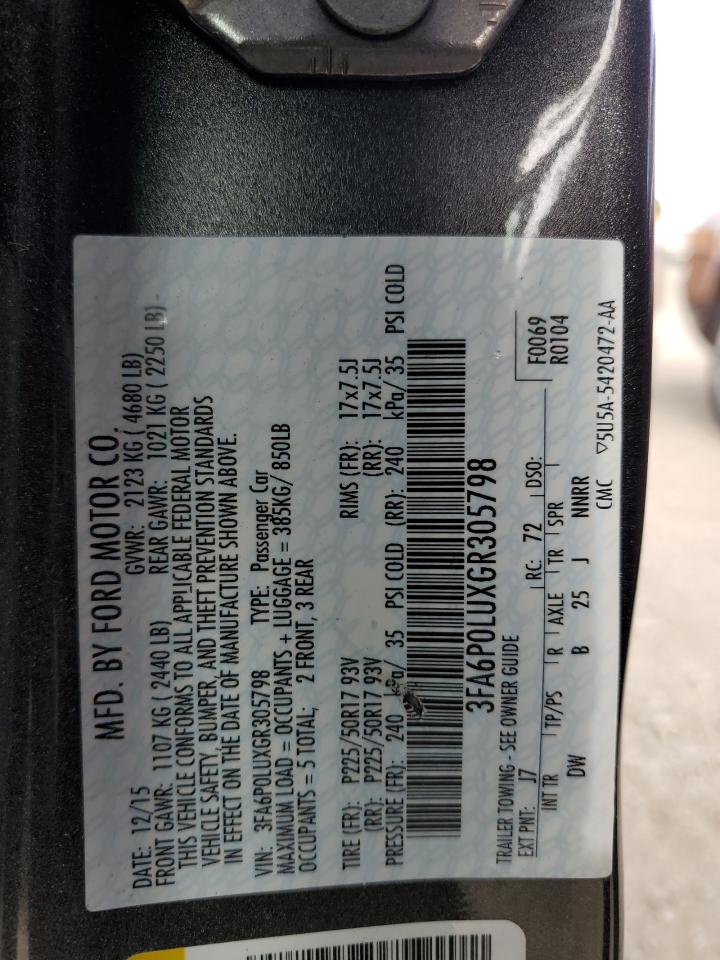 MFD. BY FORD MOTOR CO.
DATE: 12/15 GVWR: 2123 KG ( 4680 LB)
FRONT GAWR: 1107 KG ( 2440 LB) REAR GAWR: 1021 KG ( 2250 LB)
THIS VEHICLE CONFORMS TO ALL APPLICABLE FEDERAL MOTOR
VEHICLE SAFETY, BUMPER, AND THEFT PREVENTION STANDARDS
IN EFFECT ON THE DATE OF MANUFACTURE SHOWN ABOVE.
VIN: 3FA6P0LUXGR305798 TYPE: Passenger Car
MAXIMUM LOAD = OCCUPANTS + LUGGAGE = 385KG/ 850LB
OCCUPANTS = 5 TOTAL; 2 FRONT, 3 REAR
TIRE (FR): P225/50R17 93V RIMS (FR): 17x7.5J
(RR): P225/50R17 93V (RR): 17x7.5J
PRESSURE (FR): 240 kPa/ 35 PSI COLD (RR): 240 kPa/ 35 PSI COLD
3FA6P0LUXGR305798
TRAILER TOWING - SEE OWNER GUIDE F0069
EXT PNT: J7 RC: 72 DSO: R0104
INT TR TP/PS R AXLE TR SPR
DW B 25 J NNRR
CMC ▽5U5A-5420472-AA